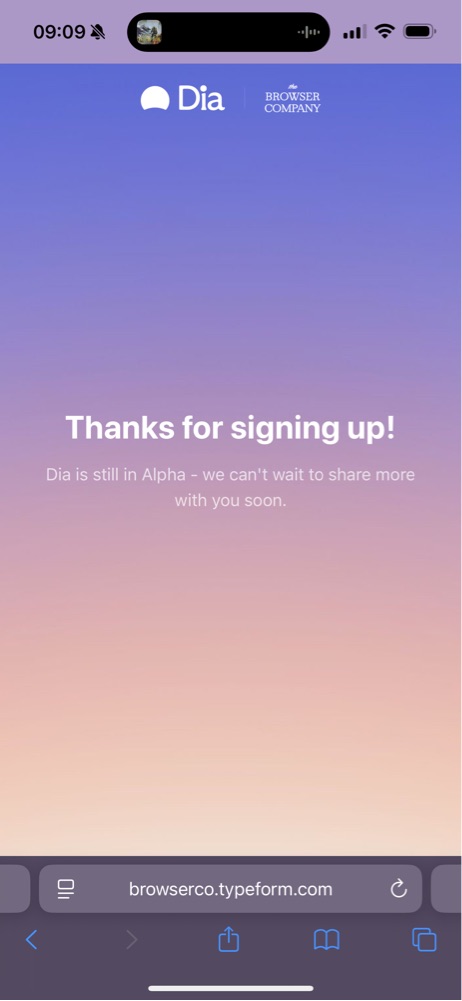 09:09
Dia
the
BROWSER
COMPANY
Thanks for signing up!
Dia is still in Alpha - we can't wait to share more
with you soon.
browserco.typeform.com